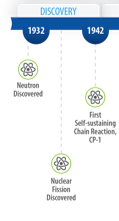 DISCOVERY
1932
1942
Neutron
Discovered
First
Self-sustaining
Chain Reaction,
CP-1
Nuclear
Fission
Discovered